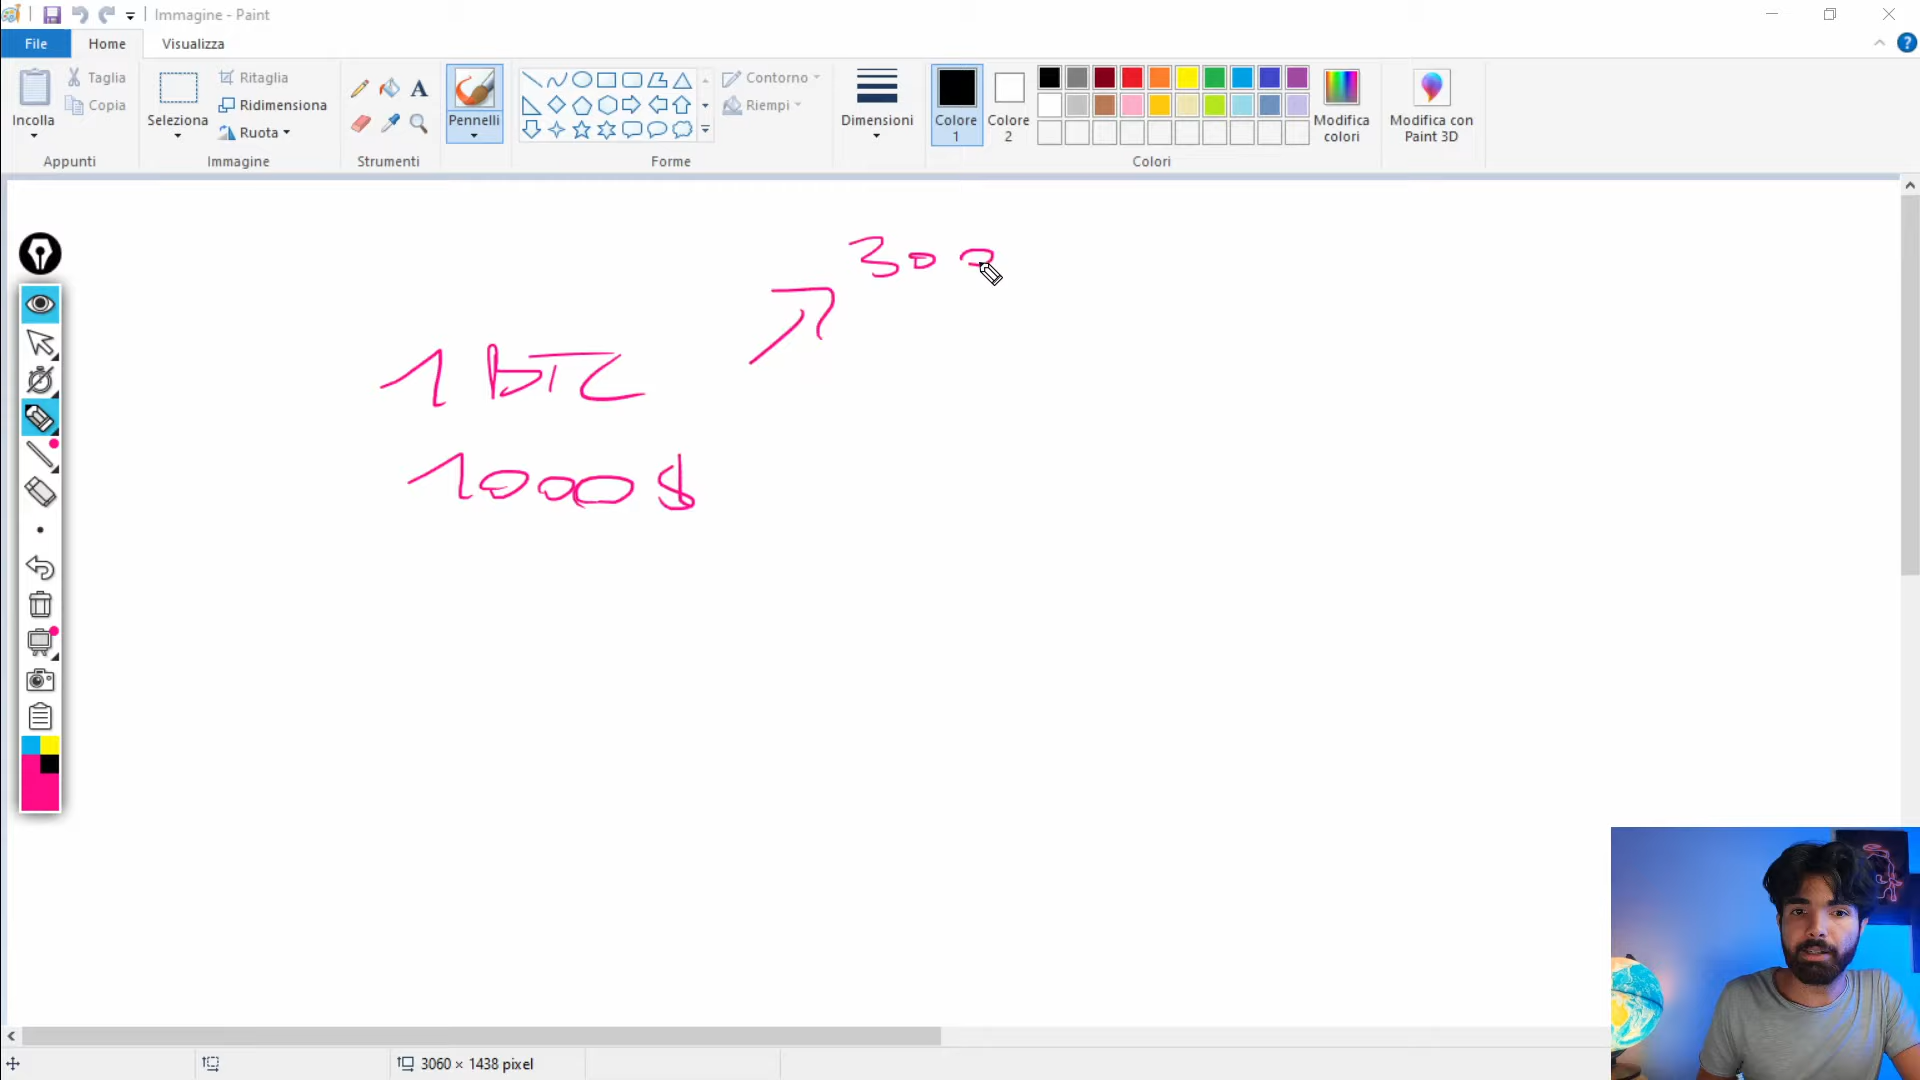 Immagine - Paint
File Home Visualizza
Taglia
Copia
Incolla
Appunti
Ritaglia
Ridimensiona
Ruota
Seleziona
Immagine
A
Strumenti
Pennelli
Contorno
Riempi
Forme
Dimensioni
Colore 1
Colore 2
Modifica colori
Colori
Modifica con Paint 3D
30
1 BTC
1000 $
3060 × 1438 pixel